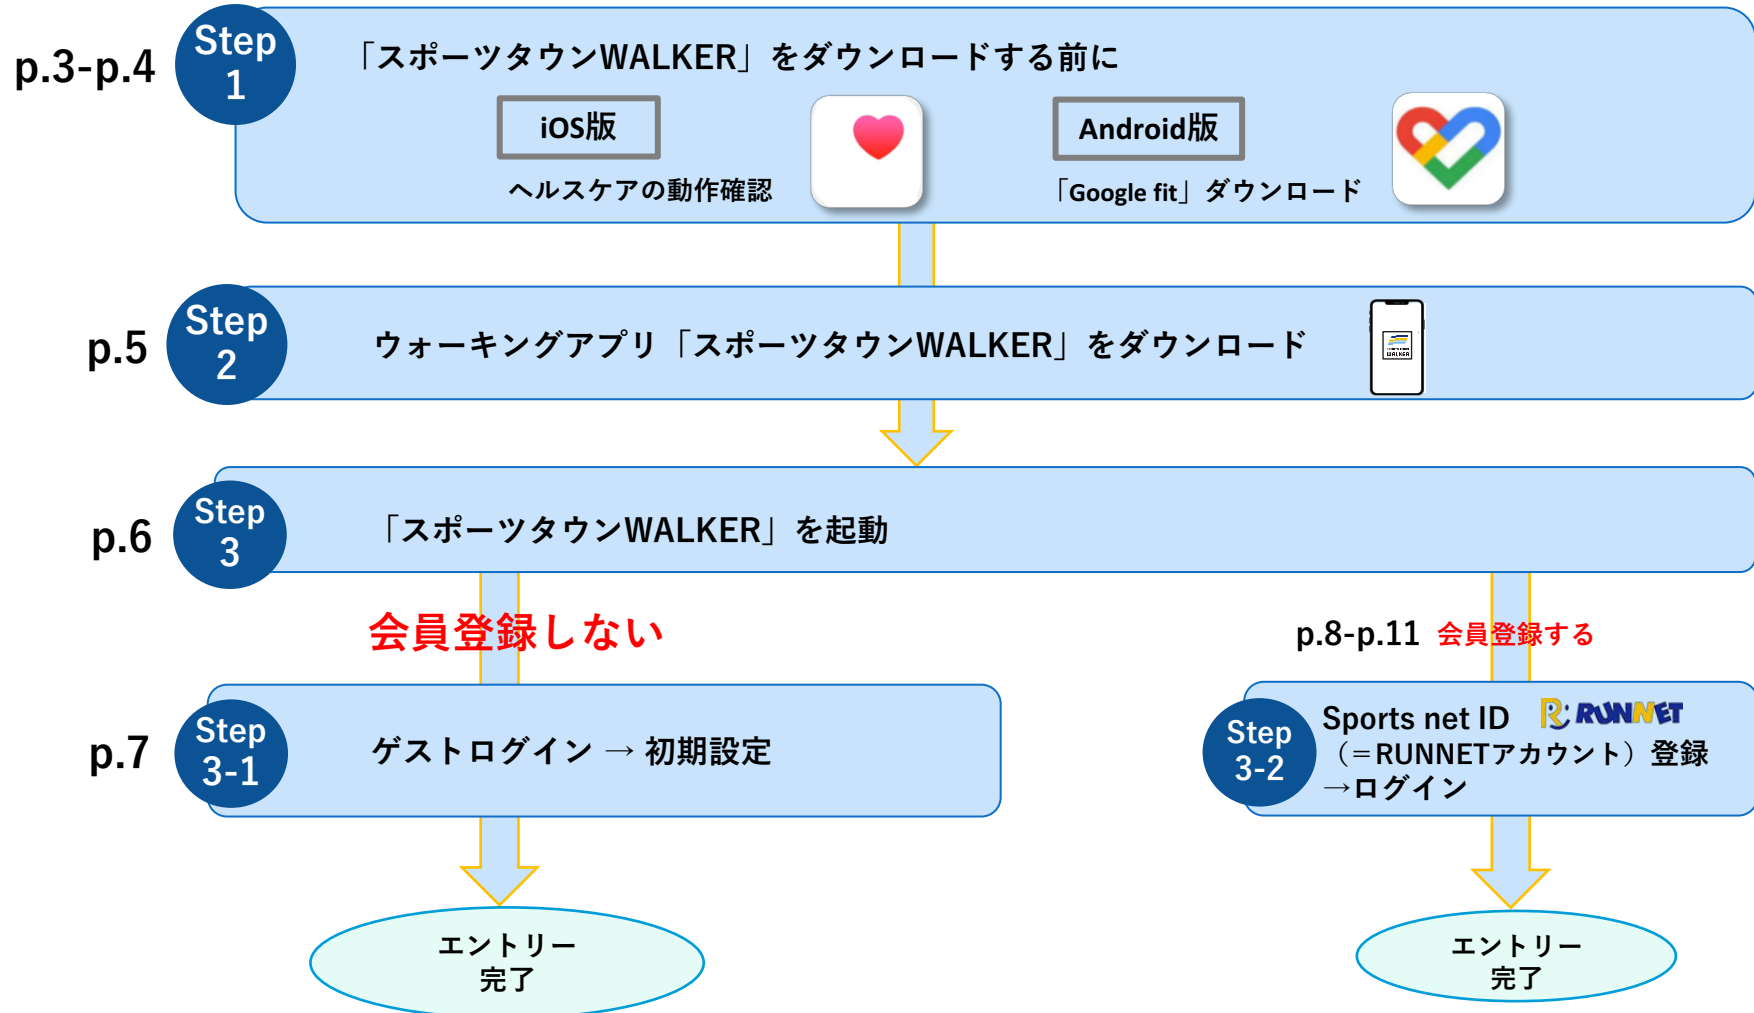 p.3-p.4
Step
1
「スポーツタウンWALKER」をダウンロードする前に
iOS版
Android版
ヘルスケアの動作確認
「Google fit」ダウンロード
p.5
Step
2
ウォーキングアプリ「スポーツタウンWALKER」をダウンロード
WALKER
p.6
Step
3
「スポーツタウンWALKER」を起動
会員登録しない
p.8-p.11 会員登録する
p.7
Step
3-1
ゲストログイン → 初期設定
Step
3-2
Sports net ID RUNNET
（=RUNNETアカウント）登録
→ログイン
エントリー
完了
エントリー
完了